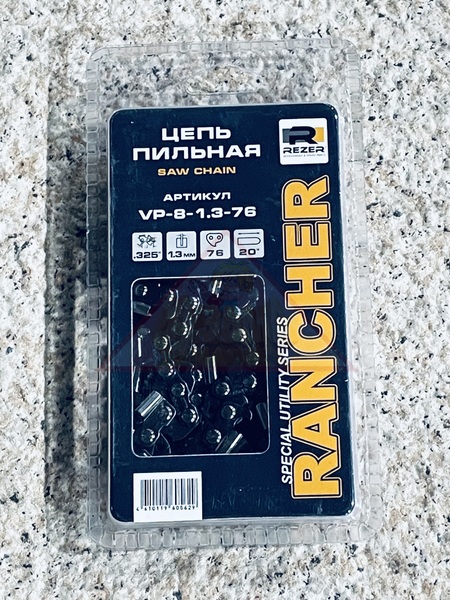 ЦЕПЬ
ПИЛЬНАЯ
SAW CHAIN
АРТИКУЛ
VP-8-1.3-76
.325"
1.3 мм
76
20"
REZER
SPECIAL UTILITY SERIES
RANCHER